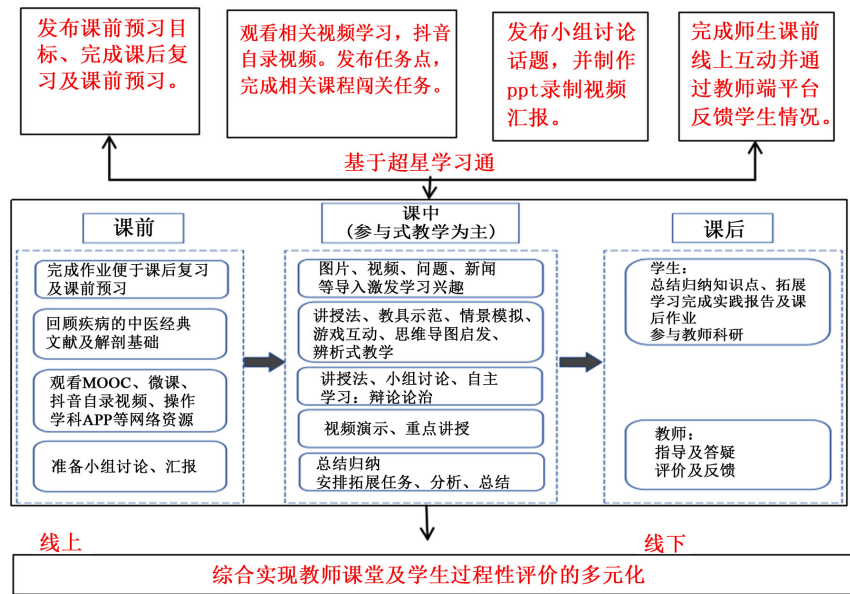 发布课前预习目
标、完成课后复
习及课前预习。
观看相关视频学习，抖音
自录视频。发布任务点，
完成相关课程闯关任务。
发布小组讨论
话题，并制作
ppt录制视频
汇报。
完成师生课前
线上互动并通
过教师端平台
反馈学生情况。
基于超星学习通
课前
完成作业便于课后复习
及课前预习
回顾疾病的中医经典
文献及解剖基础
观看MOOC、微课、
抖音自录视频、操作
学科APP等网络资源
准备小组讨论、汇报
课中
(参与式教学为主)
图片、视频、问题、新闻
等导入激发学习兴趣
讲授法、教具示范、情景模拟、
游戏互动、思维导图启发、
辨析式教学
讲授法、小组讨论、自主
学习：辩论论治
视频演示、重点讲授
总结归纳
安排拓展任务、分析、总结
课后
学生：
总结归纳知识点、拓展
学习完成实践报告及课
后作业
参与教师科研
教师：
指导及答疑
评价及反馈
线上
线下
综合实现教师课堂及学生过程性评价的多元化